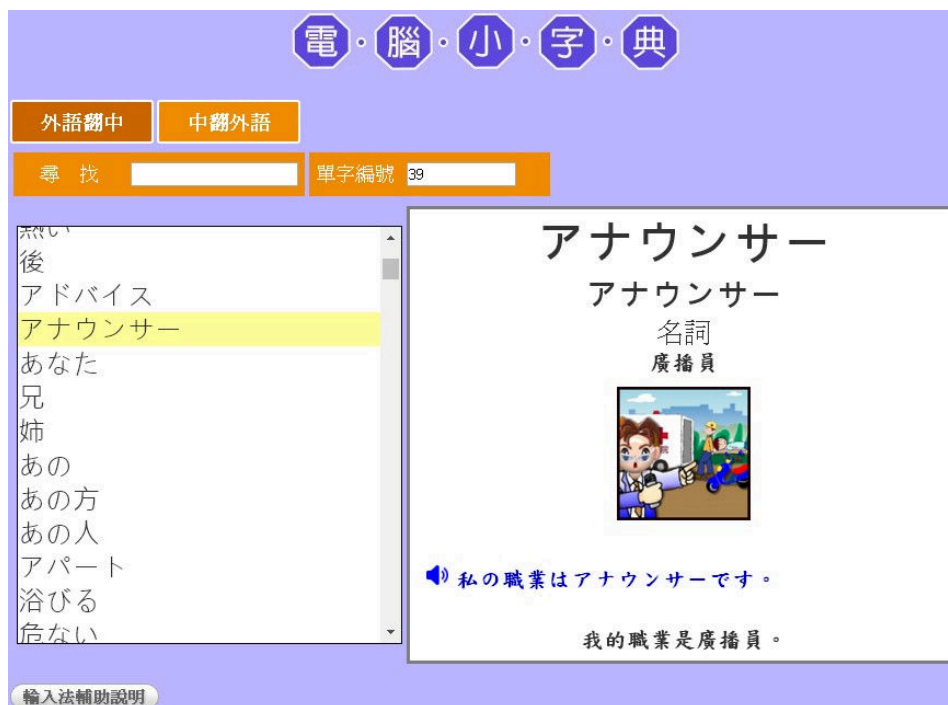 電・腦・小・字・典
外語翻中 中翻外語
尋 找 單字編號 39
熱い
後
アドバイス
アナウンサー
あなた
兄
姉
あの
あの方
あの人
アパート
浴びる
危ない
アナウンサー
アナウンサー
名詞
廣播員
私の職業はアナウンサーです。
我的職業是廣播員。
輸入法輔助說明